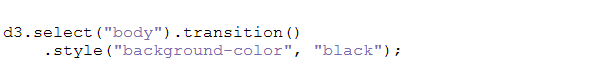 d3.select("body").transition()
    .style("background-color", "black");